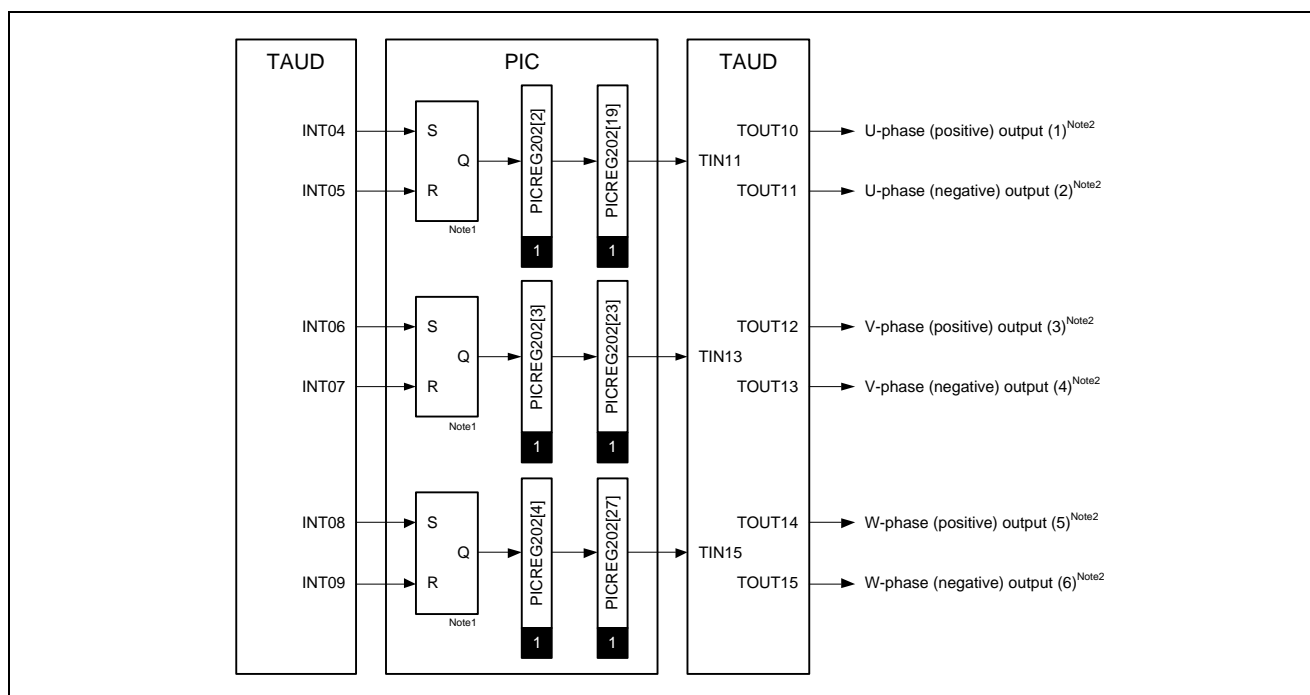 TAUD
PIC
TAUD
INT04
S
Q
INT05
R
Note1
PICREG202[2]
1
PICREG202[19]
1
TOUT10
U-phase (positive) output (1)Note2
TIN11
TOUT11
U-phase (negative) output (2)Note2
INT06
S
Q
INT07
R
Note1
PICREG202[3]
1
PICREG202[23]
1
TOUT12
V-phase (positive) output (3)Note2
TIN13
TOUT13
V-phase (negative) output (4)Note2
INT08
S
Q
INT09
R
Note1
PICREG202[4]
1
PICREG202[27]
1
TOUT14
W-phase (positive) output (5)Note2
TIN15
TOUT15
W-phase (negative) output (6)Note2